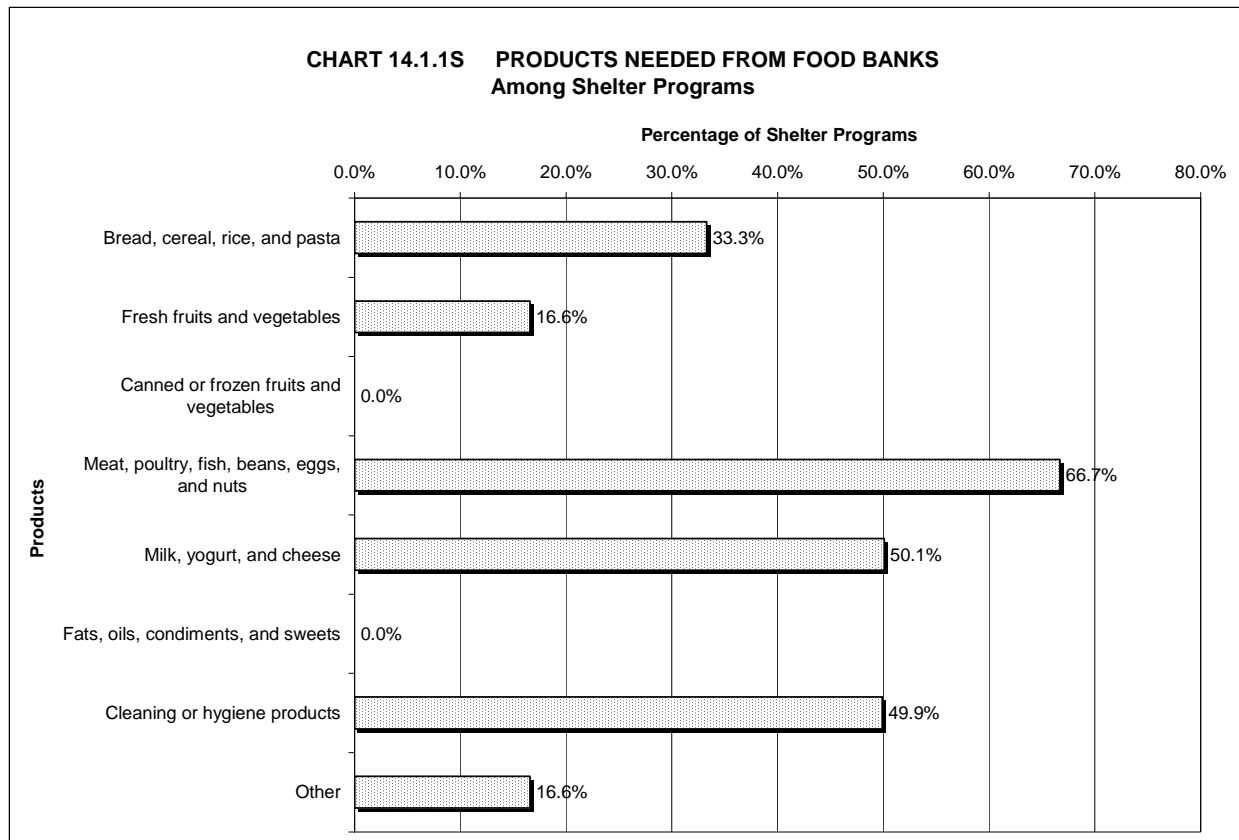 CHART 14.1.1S PRODUCTS NEEDED FROM FOOD BANKS
Among Shelter Programs
Percentage of Shelter Programs
0.0% 10.0% 20.0% 30.0% 40.0% 50.0% 60.0% 70.0% 80.0%
Products
Bread, cereal, rice, and pasta 33.3%
Fresh fruits and vegetables 16.6%
Canned or frozen fruits and
vegetables 0.0%
Meat, poultry, fish, beans, eggs,
and nuts 66.7%
Milk, yogurt, and cheese 50.1%
Fats, oils, condiments, and sweets 0.0%
Cleaning or hygiene products 49.9%
Other 16.6%